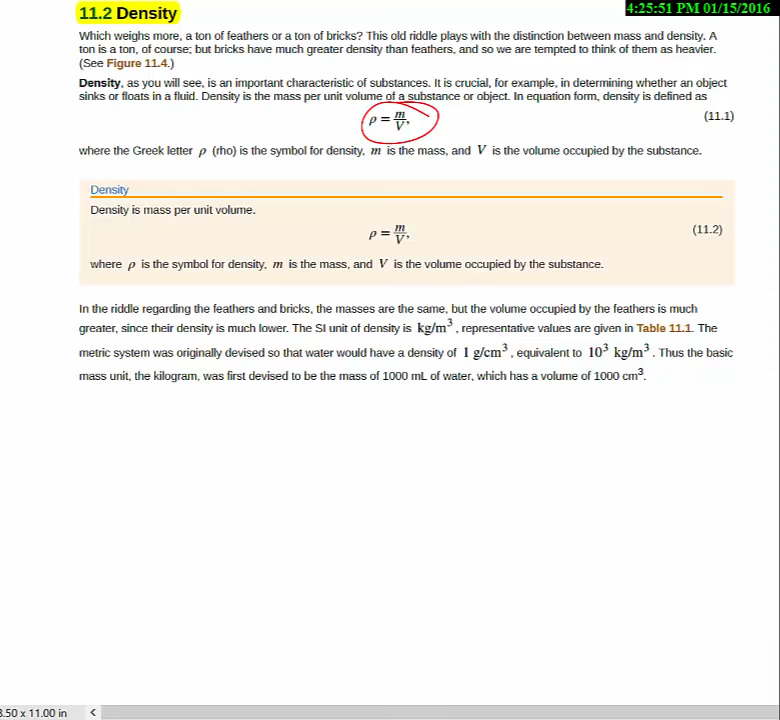 4:25:51 PM 01/15/2016
11.2 Density
Which weighs more, a ton of feathers or a ton of bricks? This old riddle plays with the distinction between mass and density. A
ton is a ton, of course; but bricks have much greater density than feathers, and so we are tempted to think of them as heavier.
(See Figure 11.4.)
Density, as you will see, is an important characteristic of substances. It is crucial, for example, in determining whether an object
sinks or floats in a fluid. Density is the mass per unit volume of a substance or object. In equation form, density is defined as
ρ = m/V, (11.1)
where the Greek letter ρ (rho) is the symbol for density, m is the mass, and V is the volume occupied by the substance.
Density
Density is mass per unit volume.
ρ = m/V, (11.2)
where ρ is the symbol for density, m is the mass, and V is the volume occupied by the substance.
In the riddle regarding the feathers and bricks, the masses are the same, but the volume occupied by the feathers is much
greater, since their density is much lower. The SI unit of density is kg/m³, representative values are given in Table 11.1. The
metric system was originally devised so that water would have a density of 1 g/cm³, equivalent to 10³ kg/m³. Thus the basic
mass unit, the kilogram, was first devised to be the mass of 1000 mL of water, which has a volume of 1000 cm³.
8.50 x 11.00 in <